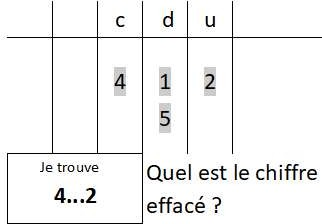 c d u
4 1 2
5
Je trouve
4...2
Quel est le chiffre
effacé ?